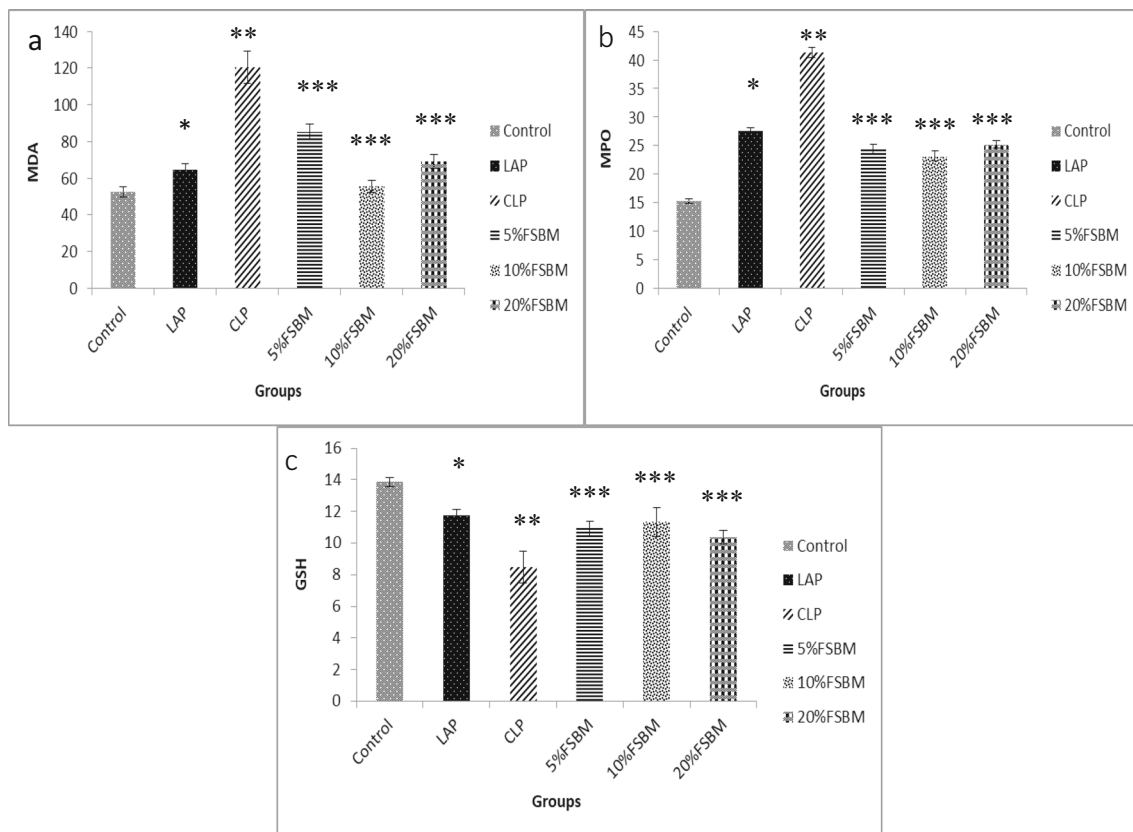 a
140
120
100
80
60
40
20
0
MDA
*
**
***
***
***
Control
LAP
CLP
5%FSBM
10%FSBM
20%FSBM
Groups
Control
LAP
CLP
5%FSBM
10%FSBM
20%FSBM
b
45
40
35
30
25
20
15
10
5
0
MPO
*
**
***
***
***
Control
LAP
CLP
5%FSBM
10%FSBM
20%FSBM
Groups
Control
LAP
CLP
5%FSBM
10%FSBM
20%FSBM
c
16
14
12
10
8
6
4
2
0
GSH
*
**
***
***
***
Control
LAP
CLP
5%FSBM
10%FSBM
20%FSBM
Groups
Control
LAP
CLP
5%FSBM
10%FSBM
20%FSBM